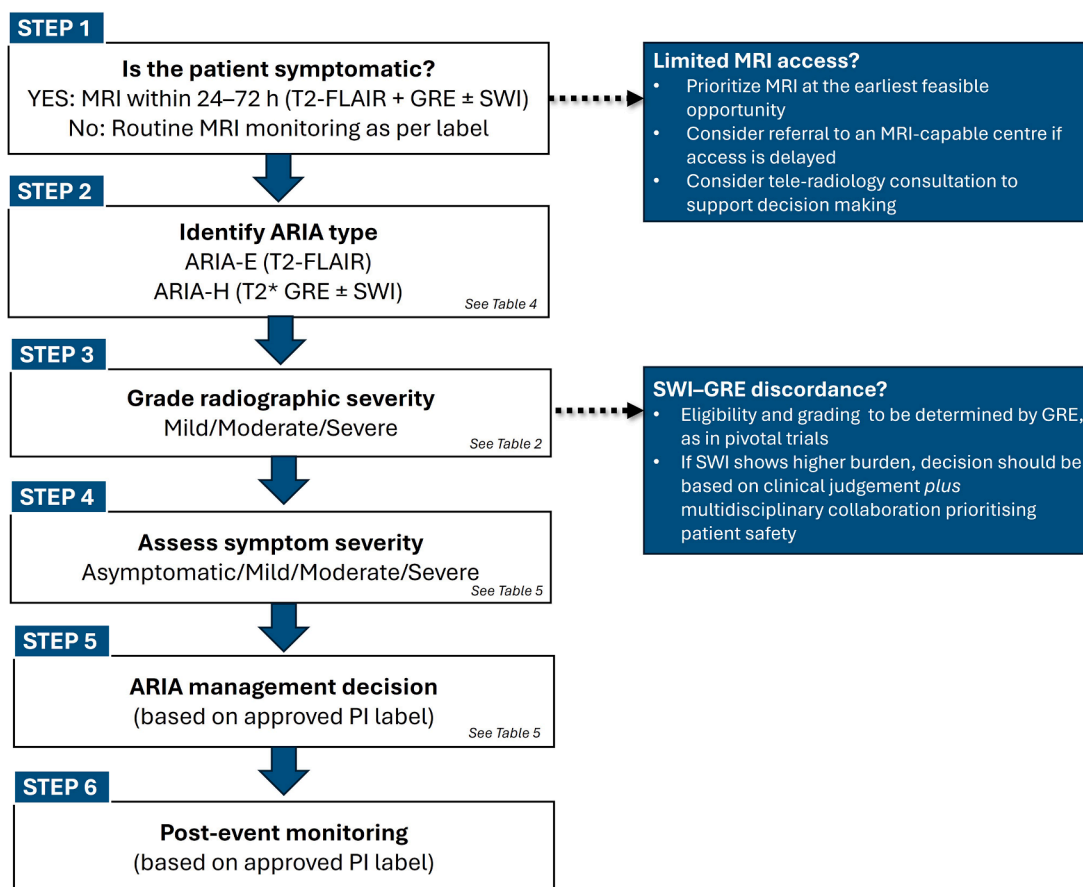 STEP 1
Is the patient symptomatic?
YES: MRI within 24–72 h (T2-FLAIR + GRE ± SWI)
No: Routine MRI monitoring as per label
Limited MRI access?
• Prioritize MRI at the earliest feasible
opportunity
• Consider referral to an MRI-capable centre if
access is delayed
• Consider tele-radiology consultation to
support decision making
STEP 2
Identify ARIA type
ARIA-E (T2-FLAIR)
ARIA-H (T2* GRE ± SWI)
See Table 4
STEP 3
Grade radiographic severity
Mild/Moderate/Severe
See Table 2
SWI–GRE discordance?
• Eligibility and grading to be determined by GRE,
as in pivotal trials
• If SWI shows higher burden, decision should be
based on clinical judgement plus
multidisciplinary collaboration prioritising
patient safety
STEP 4
Assess symptom severity
Asymptomatic/Mild/Moderate/Severe
See Table 5
STEP 5
ARIA management decision
(based on approved PI label)
See Table 5
STEP 6
Post-event monitoring
(based on approved PI label)